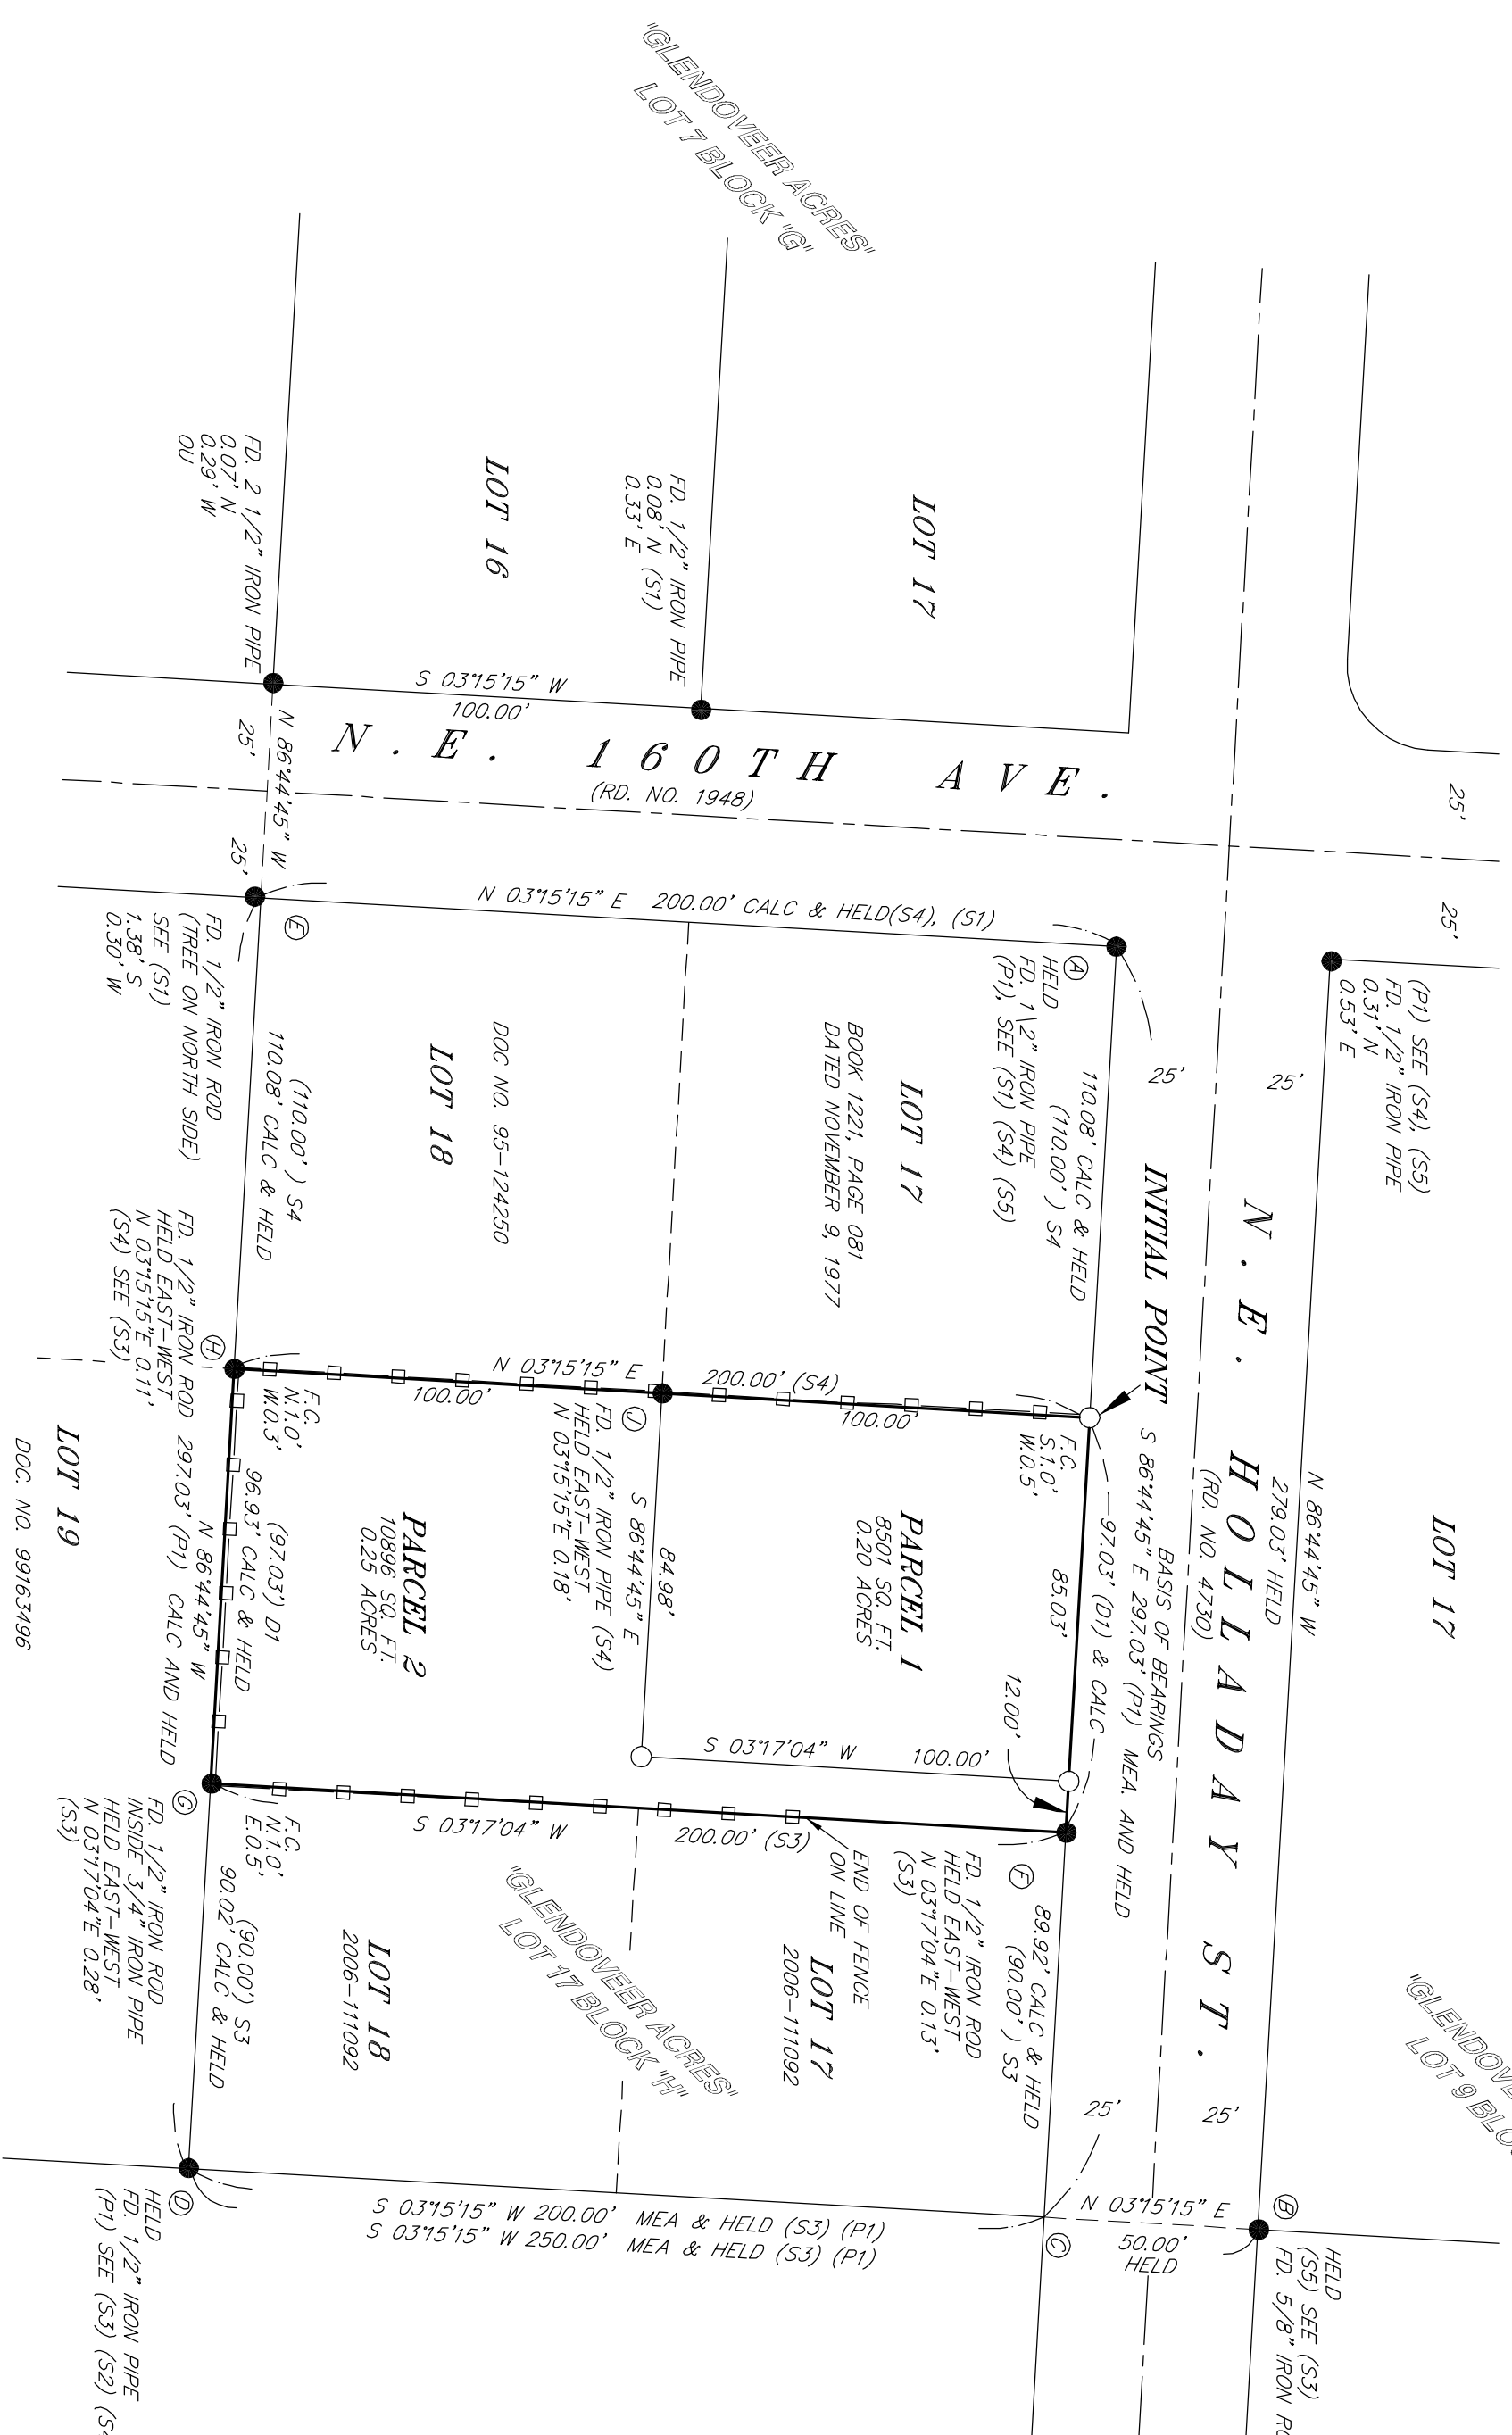 "GLENDOVEER ACRES"
LOT 7 BLOCK "G"
FD. 2 1/2" IRON PIPE
0.07' N
0.29' W
OU
LOT 16
FD. 1/2" IRON PIPE
0.08' N (S1)
0.33' E
LOT 17
S 03°15'15" W
100.00'
N 86°44'45" W
25'
25'
N.E. 160TH AVE.
(RD. NO. 1948)
25'
25'
N 03°15'15" E 200.00' CALC & HELD(S4), (S1)
E
FD. 1/2" IRON ROD
(TREE ON NORTH SIDE)
SEE (S1)
1.38' S
0.30' W
A
HELD
FD. 1\2" IRON PIPE
(P1), SEE (S1) (S4) (S5)
(P1) SEE (S4), (S5)
FD. 1/2" IRON PIPE
0.31' N
0.53' E
25'
25'
110.08' CALC & HELD
(110.00' ) S4
LOT 17
BOOK 1221, PAGE 081
DATED NOVEMBER 9, 1977
DOC NO. 95-124250
LOT 18
(110.00' ) S4
110.08' CALC & HELD
INITIAL POINT
N.E. HOLLADAY ST.
(RD. NO. 4730)
N 86°44'45" W
279.03' HELD
LOT 17
BASIS OF BEARINGS
S 86°44'45" E 297.03' (P1) MEA. AND HELD
97.03' (D1) & CALC
85.03'
12.00'
H
FD. 1/2" IRON ROD
HELD EAST-WEST
N 03°15'15"E 0.11'
(S4) SEE (S3)
N 03°15'15" E
200.00' (S4)
100.00'
100.00'
F.C.
N.1.0'
W.0.3'
F.C.
S.1.0'
W.0.5'
J
FD. 1/2" IRON PIPE (S4)
HELD EAST-WEST
N 03°15'15"E 0.18'
84.98'
S 86°44'45" E
PARCEL 1
8501 SQ. FT.
0.20 ACRES
PARCEL 2
10896 SQ. FT.
0.25 ACRES
(97.03') D1
96.93' CALC & HELD
N 86°44'45" W
297.03' (P1) CALC AND HELD
LOT 19
DOC. NO. 99163496
S 03°17'04" W
100.00'
S 03°17'04" W
200.00' (S3)
G
FD. 1/2" IRON ROD
INSIDE 3/4" IRON PIPE
HELD EAST-WEST
N 03°17'04"E 0.28'
(S3)
F.C.
N.1.0'
E.0.5'
END OF FENCE
ON LINE
F
FD. 1/2" IRON ROD
HELD EAST-WEST
N 03°17'04"E 0.13'
(S3)
89.92' CALC & HELD
(90.00' ) S3
LOT 17
2006-111092
"GLENDOVEER ACRES"
LOT 17 BLOCK "H"
LOT 18
2006-111092
(90.00') S3
90.02' CALC & HELD
"GLENDOVE
LOT 9 BLO
25'
25'
S 03°15'15" W 200.00' MEA & HELD (S3) (P1)
S 03°15'15" W 250.00' MEA & HELD (S3) (P1)
N 03°15'15" E
50.00'
HELD
C
B
HELD
(S5) SEE (S3)
FD. 5/8" IRON RO
D
HELD
FD. 1/2" IRON PIPE
(P1) SEE (S3) (S2) (S4